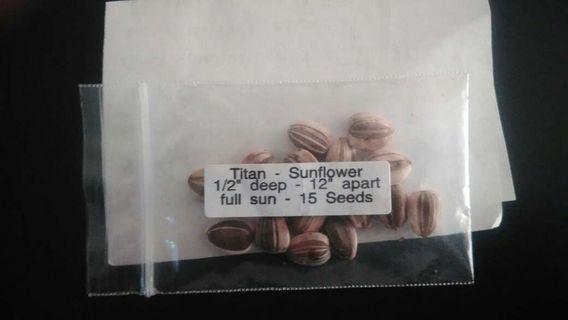 Titan - Sunflower
1/2" deep - 12" apart
full sun - 15 Seeds